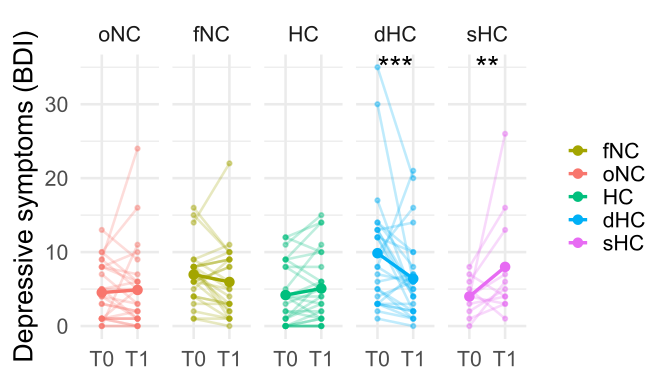 oNC fNC HC dHC sHC
*** **
Depressive symptoms (BDI)
30
20
10
0
T0 T1 T0 T1 T0 T1 T0 T1 T0 T1
fNC
oNC
HC
dHC
sHC